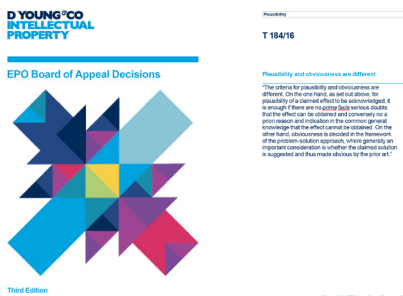 D YOUNG & CO
INTELLECTUAL
PROPERTY
EPO Board of Appeal Decisions
Third Edition
Plausibility
T 184/16
Plausibility and obviousness are different
"The criteria for plausibility and obviousness are
different. On the one hand, as set out above, for
plausibility of a claimed effect to be acknowledged, it
is enough if there are no prima facie serious doubts
that the effect can be obtained and conversely no a
priori reason and indication in the common general
knowledge that the effect cannot be obtained. On the
other hand, obviousness is decided in the framework
of the problem-solution approach, where generally an
important consideration is whether the claimed solution
is suggested and thus made obvious by the prior art."